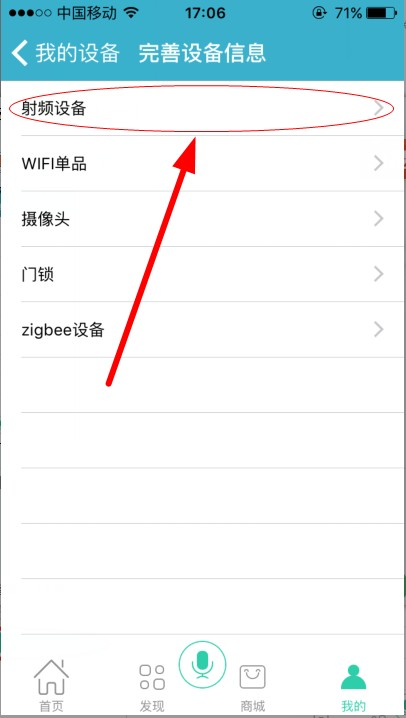 中国移动 17:06 71%
我的设备 完善设备信息
射频设备
WIFI单品
摄像头
门锁
zigbee设备
首页 发现 商城 我的